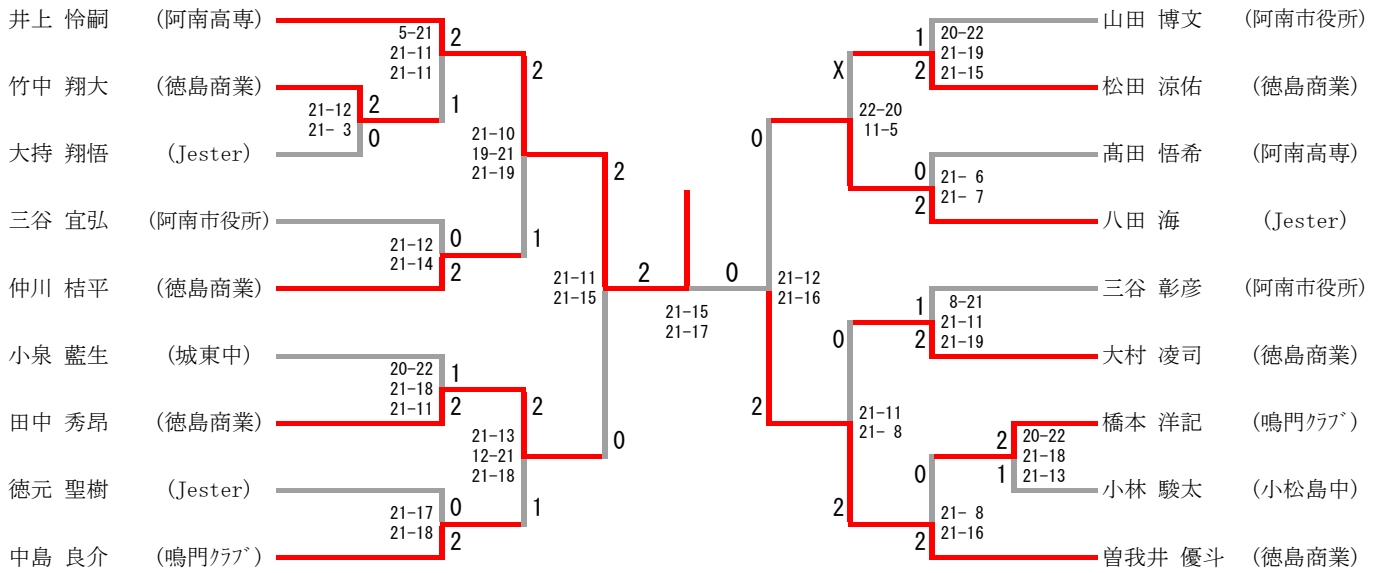 井上 怜嗣 (阿南高専)
5-21 2
21-11
21-11
2
竹中 翔大 (徳島商業)
21-12 2
21- 3 0
1
大持 翔悟 (Jester)
21-10
19-21
21-19
2
三谷 宜弘 (阿南市役所)
21-12 0
21-14 2
1
仲川 桔平 (徳島商業)
21-11
21-15
小泉 藍生 (城東中)
20-22 1
21-18
21-11 2
2
田中 秀昂 (徳島商業)
21-13
12-21
21-18
0
徳元 聖樹 (Jester)
21-17 0
21-18 2
1
中島 良介 (鳴門ｸﾗﾌﾞ)
2 0
21-15
21-17
山田 博文 (阿南市役所)
1 20-22
21-19
2 21-15
X
松田 涼佑 (徳島商業)
22-20
11-5
0
髙田 悟希 (阿南高専)
0 21- 6
2 21- 7
八田 海 (Jester)
21-12
21-16
三谷 彰彦 (阿南市役所)
1 8-21
21-11
2 21-19
0
大村 凌司 (徳島商業)
2
21-11
21- 8
橋本 洋記 (鳴門ｸﾗﾌﾞ)
2 20-22
21-18
1 21-13
0
小林 駿太 (小松島中)
2
21- 8
21-16
2
曽我井 優斗 (徳島商業)